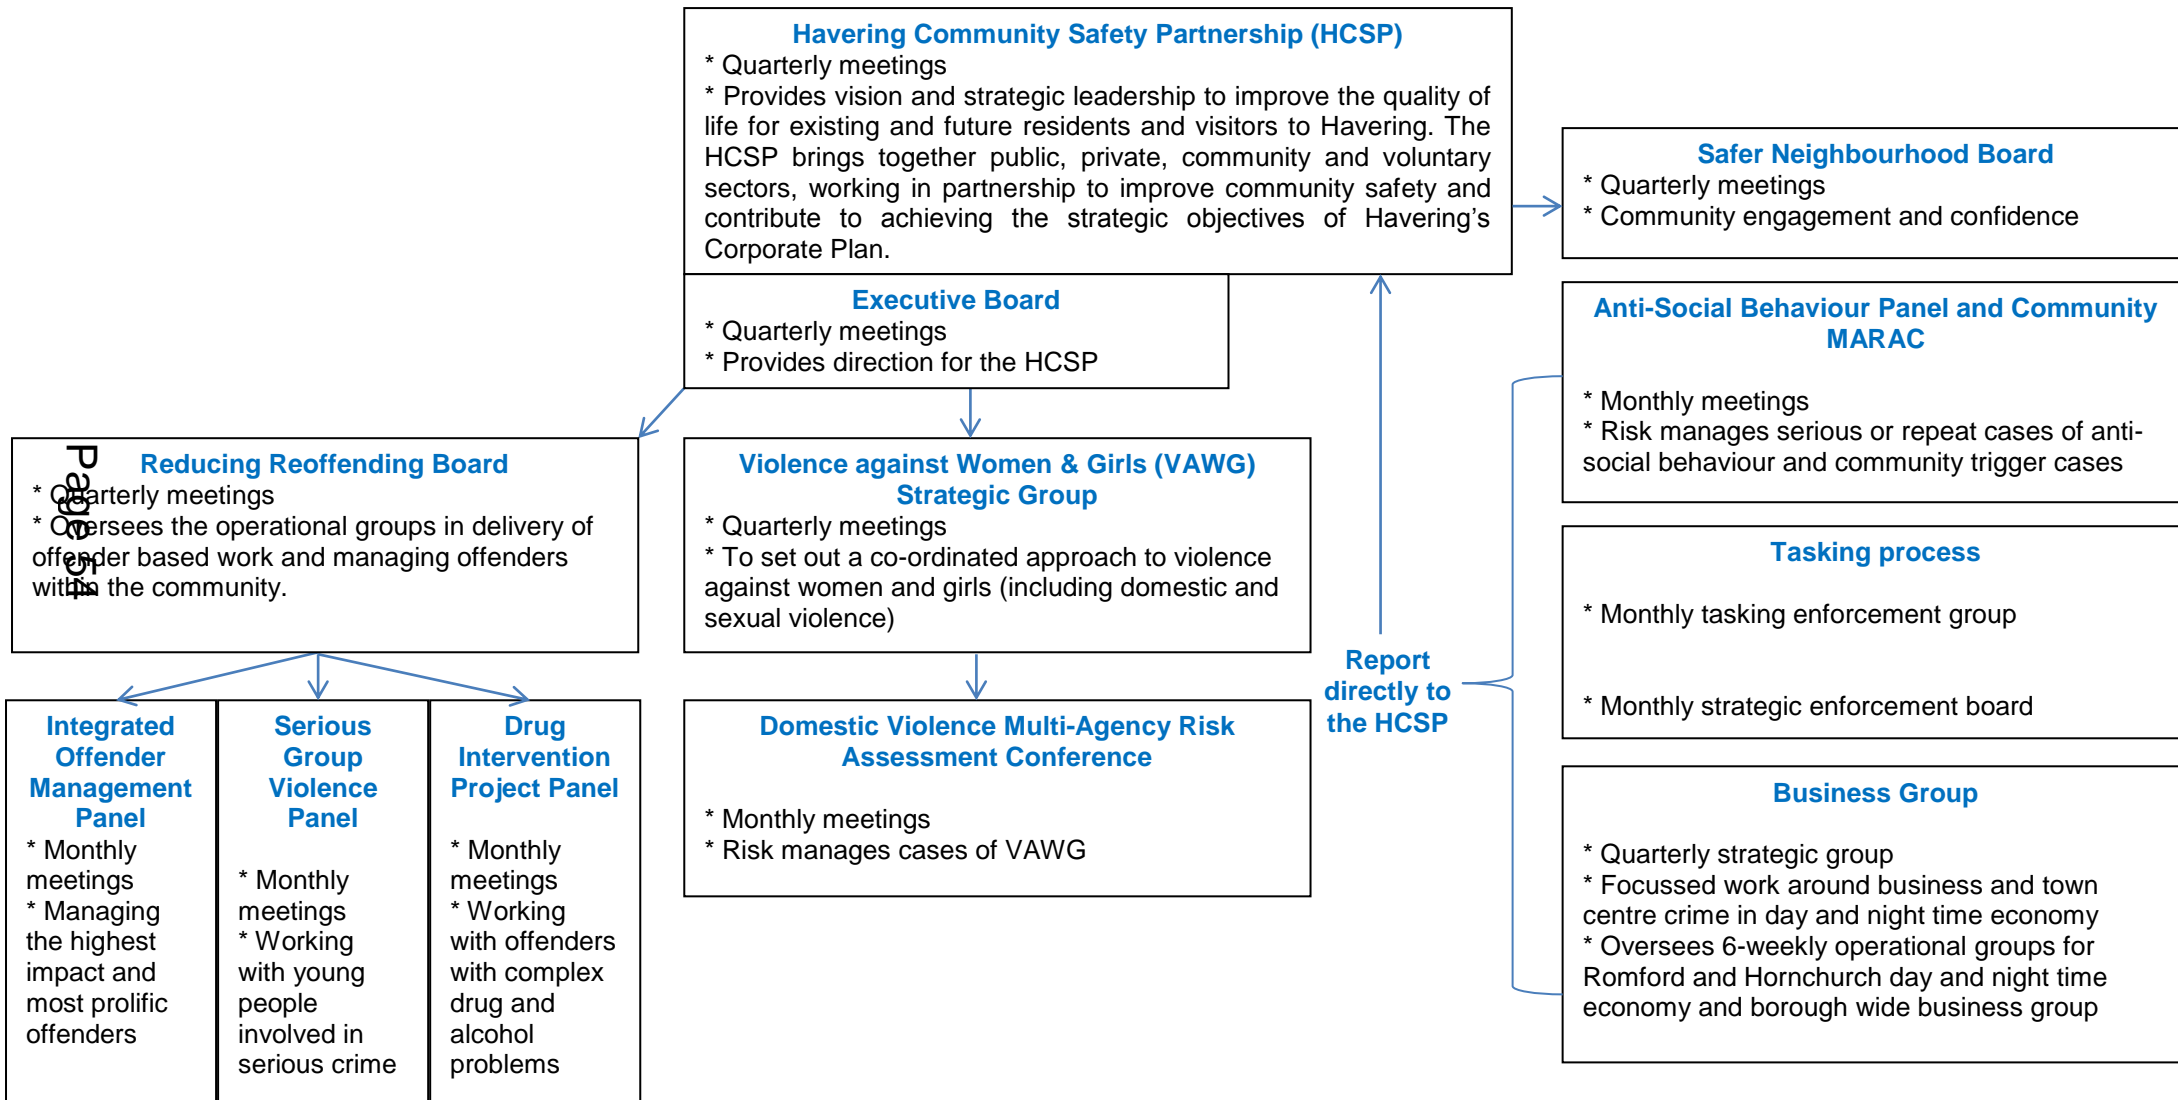 Havering Community Safety Partnership (HCSP)
* Quarterly meetings
* Provides vision and strategic leadership to improve the quality of
life for existing and future residents and visitors to Havering. The
HCSP brings together public, private, community and voluntary
sectors, working in partnership to improve community safety and
contribute to achieving the strategic objectives of Havering’s
Corporate Plan.
Safer Neighbourhood Board
* Quarterly meetings
* Community engagement and confidence
Executive Board
* Quarterly meetings
* Provides direction for the HCSP
Anti-Social Behaviour Panel and Community
MARAC
* Monthly meetings
* Risk manages serious or repeat cases of anti-
social behaviour and community trigger cases
Page 54
Reducing Reoffending Board
* Quarterly meetings
* Oversees the operational groups in delivery of
offender based work and managing offenders
within the community.
Violence against Women & Girls (VAWG)
Strategic Group
* Quarterly meetings
* To set out a co-ordinated approach to violence
against women and girls (including domestic and
sexual violence)
Report
directly to
the HCSP
Tasking process
* Monthly tasking enforcement group
* Monthly strategic enforcement board
Integrated
Offender
Management
Panel
* Monthly
meetings
* Managing
the highest
impact and
most prolific
offenders
Serious
Group
Violence
Panel
* Monthly
meetings
* Working
with young
people
involved in
serious crime
Drug
Intervention
Project Panel
* Monthly
meetings
* Working
with offenders
with complex
drug and
alcohol
problems
Domestic Violence Multi-Agency Risk
Assessment Conference
* Monthly meetings
* Risk manages cases of VAWG
Business Group
* Quarterly strategic group
* Focussed work around business and town
centre crime in day and night time economy
* Oversees 6-weekly operational groups for
Romford and Hornchurch day and night time
economy and borough wide business group